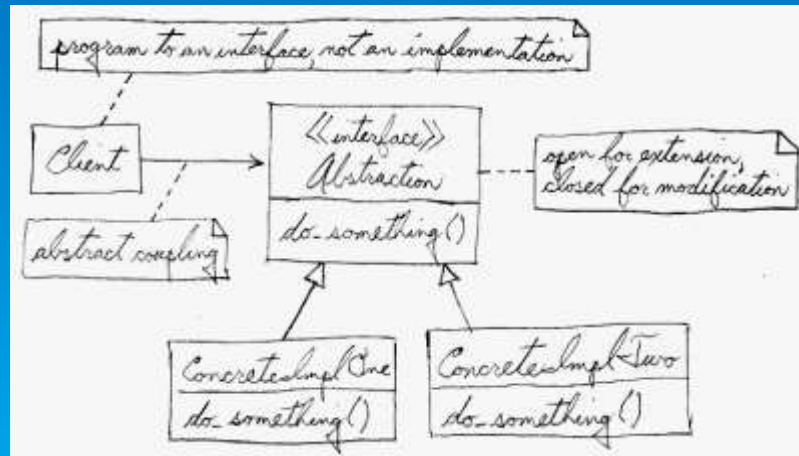 program to an interface, not an implementation
Client
<<interface>>
Abstraction
do_something()
open for extension,
closed for modification
abstract coupling
ConcreteImplOne
do_something()
ConcreteImplTwo
do_something()